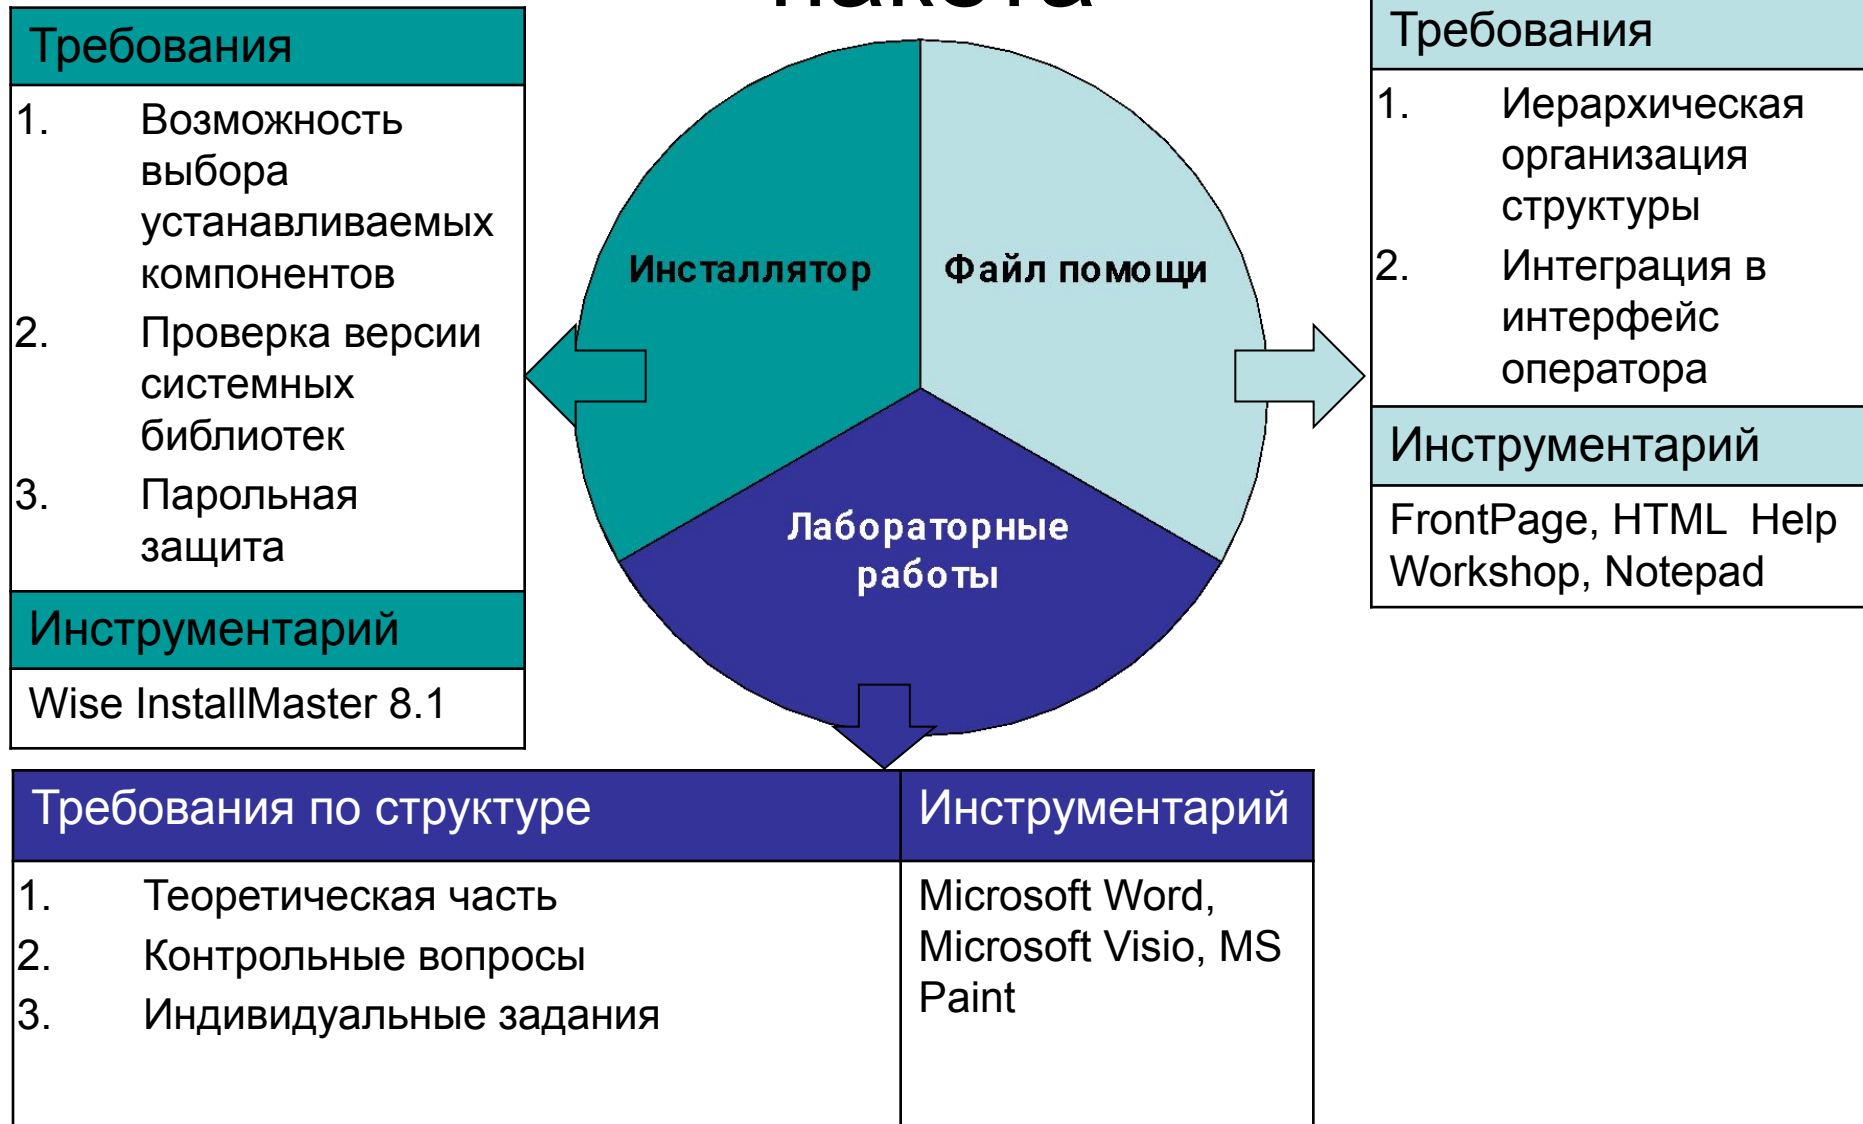 пакета
Требования
1. Возможность
выбора
устанавливаемых
компонентов
2. Проверка версии
системных
библиотек
3. Парольная
защита
Инструментарий
Wise InstallMaster 8.1
Инсталлятор
Файл помощи
Лабораторные
работы
Требования
1. Иерархическая
организация
структуры
2. Интеграция в
интерфейс
оператора
Инструментарий
FrontPage, HTML Help
Workshop, Notepad
Требования по структуре
Инструментарий
1. Теоретическая часть
2. Контрольные вопросы
3. Индивидуальные задания
Microsoft Word,
Microsoft Visio, MS
Paint